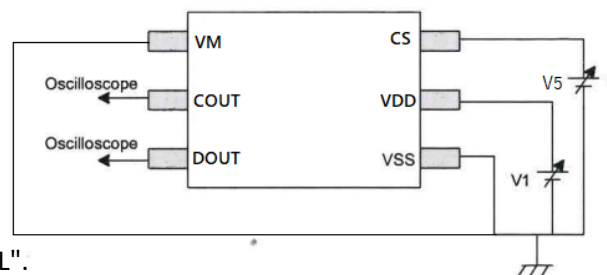 VM
CS
V5
Oscilloscope
COUT
VDD
Oscilloscope
DOUT
VSS
V1
L".